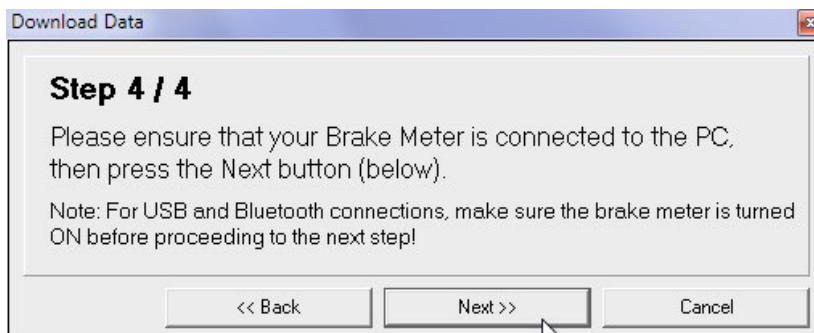 Download Data
Step 4 / 4
Please ensure that your Brake Meter is connected to the PC,
then press the Next button (below).
Note: For USB and Bluetooth connections, make sure the brake meter is turned
ON before proceeding to the next step!
<< Back
Next >>
Cancel